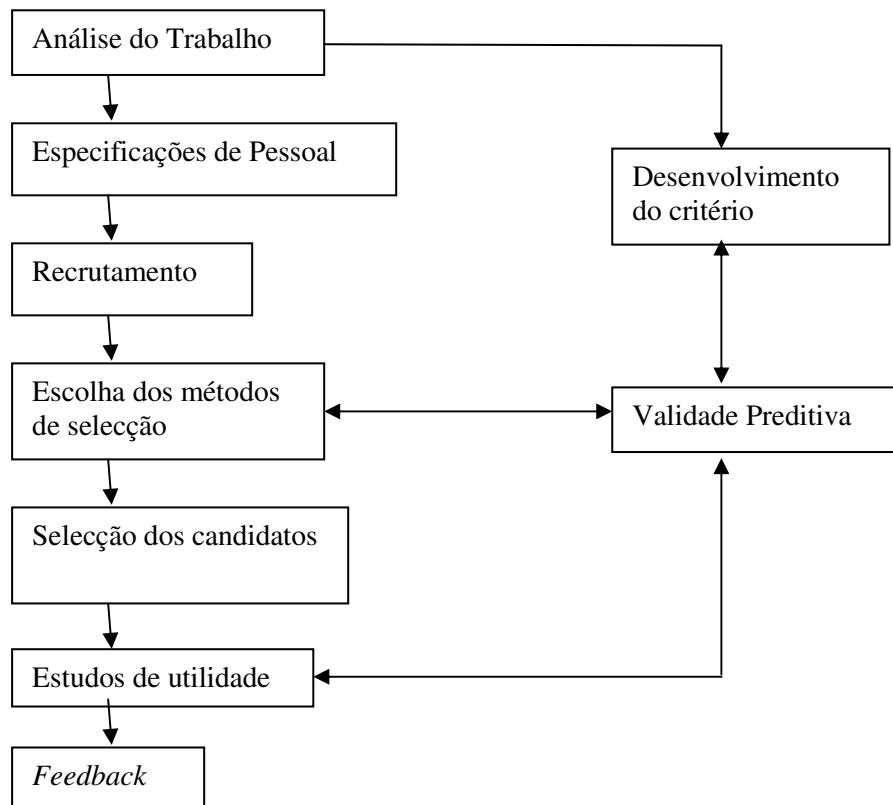 Análise do Trabalho
Especificações de Pessoal
Desenvolvimento
do critério
Recrutamento
Escolha dos métodos
de selecção
Validade Preditiva
Selecção dos candidatos
Estudos de utilidade
Feedback